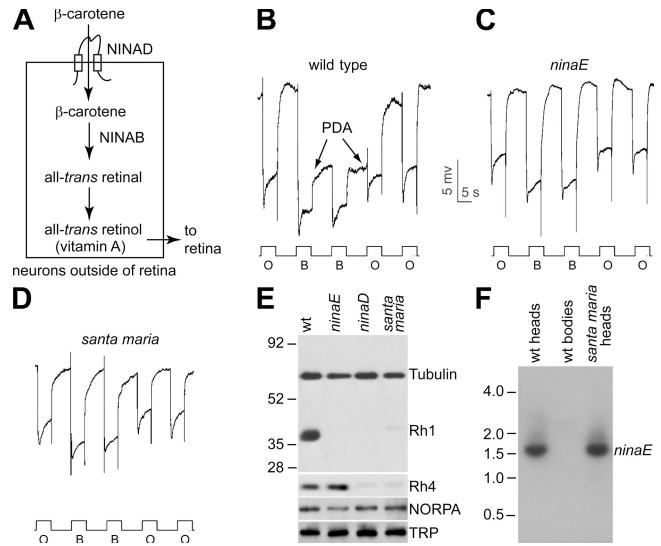 A
β-carotene
NINAD
β-carotene
NINAB
all-trans retinal
all-trans retinol
(vitamin A)
to
retina
neurons outside of retina
B
wild type
PDA
O B B O O
C
ninaE
5 mv
5 s
O B B O O
D
santa maria
O B B O O
E
wt
ninaE
ninaD
santa
maria
92
52
35
28
Tubulin
Rh1
Rh4
NORPA
TRP
F
wt heads
wt bodies
santa maria
heads
4.0
2.0
1.5
1.0
0.5
ninaE